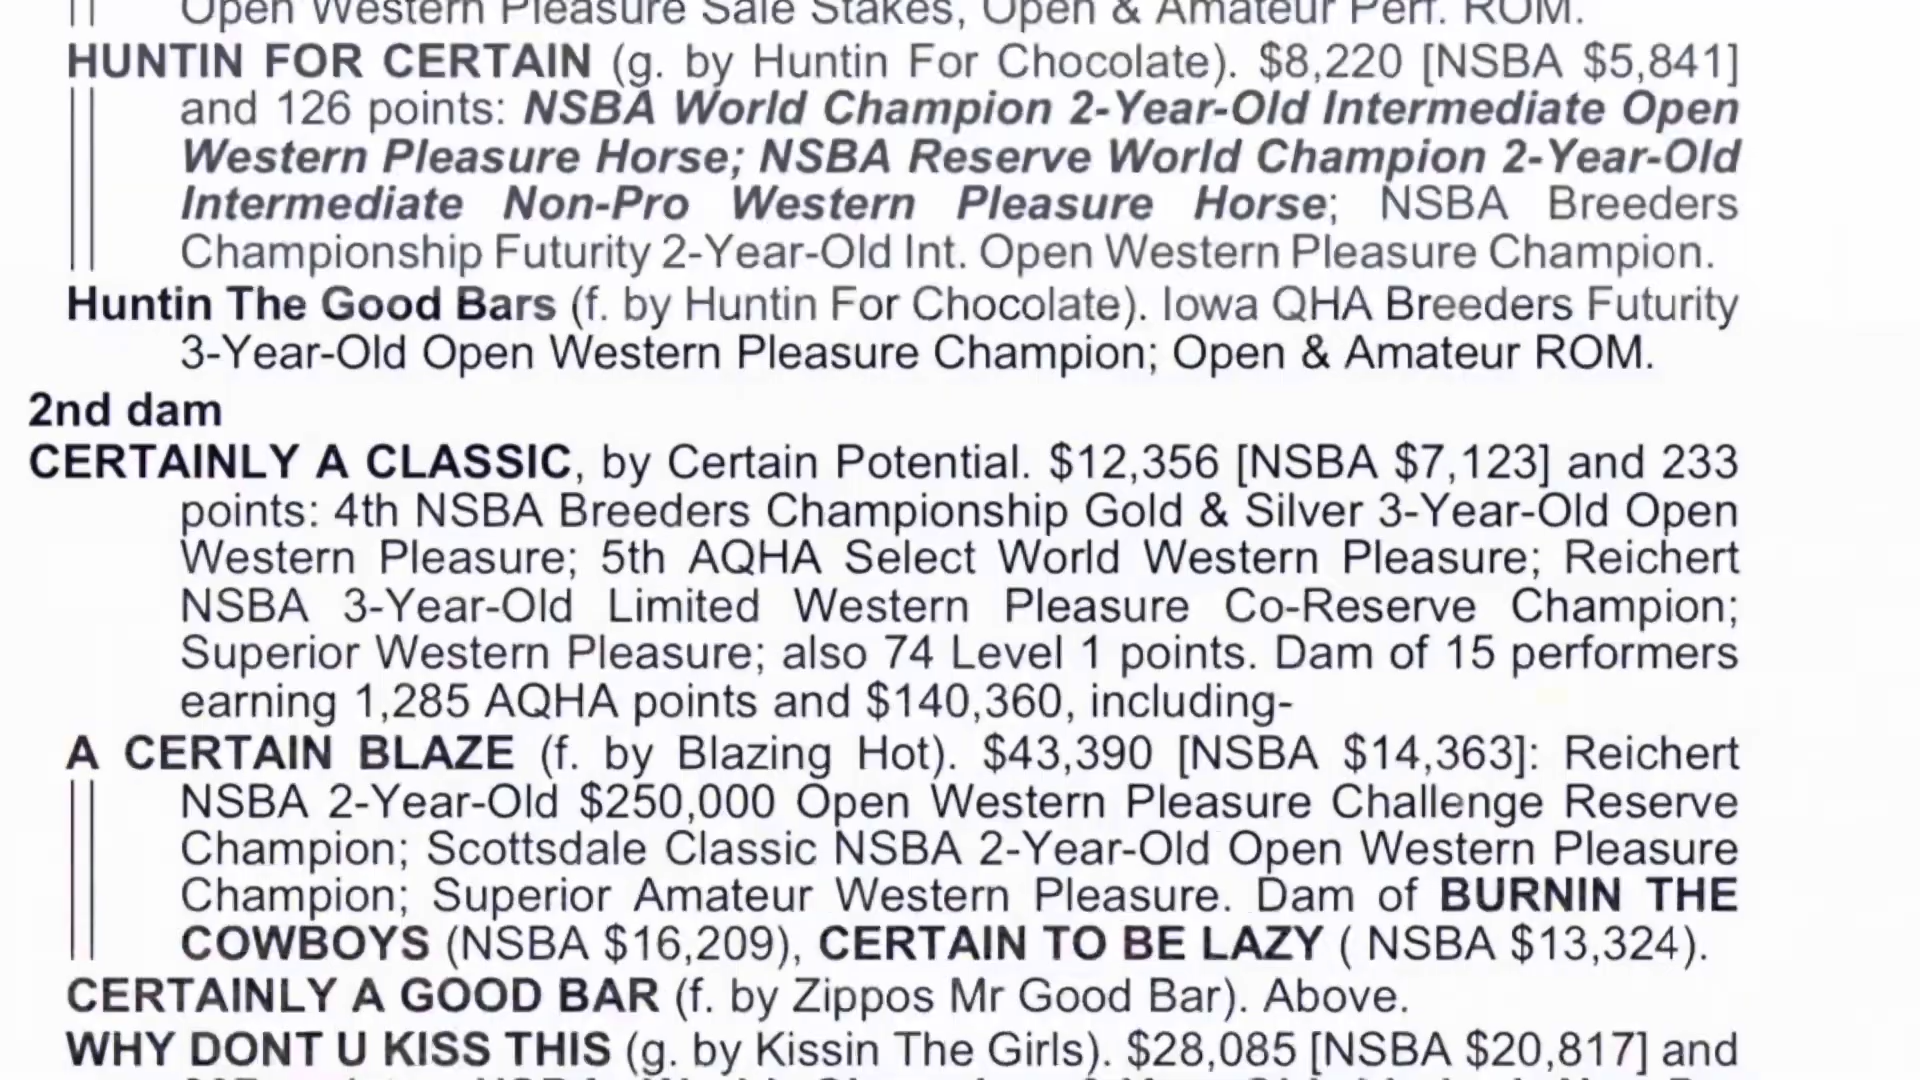 Open Western Pleasure Sale Stakes, Open & Amateur Perf. ROM.
HUNTIN FOR CERTAIN (g. by Huntin For Chocolate). $8,220 [NSBA $5,841]
and 126 points: NSBA World Champion 2-Year-Old Intermediate Open
Western Pleasure Horse; NSBA Reserve World Champion 2-Year-Old
Intermediate Non-Pro Western Pleasure Horse; NSBA Breeders
Championship Futurity 2-Year-Old Int. Open Western Pleasure Champion.
Huntin The Good Bars (f. by Huntin For Chocolate). Iowa QHA Breeders Futurity
3-Year-Old Open Western Pleasure Champion; Open & Amateur ROM.
2nd dam
CERTAINLY A CLASSIC, by Certain Potential. $12,356 [NSBA $7,123] and 233
points: 4th NSBA Breeders Championship Gold & Silver 3-Year-Old Open
Western Pleasure; 5th AQHA Select World Western Pleasure; Reichert
NSBA 3-Year-Old Limited Western Pleasure Co-Reserve Champion;
Superior Western Pleasure; also 74 Level 1 points. Dam of 15 performers
earning 1,285 AQHA points and $140,360, including-
A CERTAIN BLAZE (f. by Blazing Hot). $43,390 [NSBA $14,363]: Reichert
NSBA 2-Year-Old $250,000 Open Western Pleasure Challenge Reserve
Champion; Scottsdale Classic NSBA 2-Year-Old Open Western Pleasure
Champion; Superior Amateur Western Pleasure. Dam of BURNIN THE
COWBOYS (NSBA $16,209), CERTAIN TO BE LAZY ( NSBA $13,324).
CERTAINLY A GOOD BAR (f. by Zippos Mr Good Bar). Above.
WHY DONT U KISS THIS (g. by Kissin The Girls). $28,085 [NSBA $20,817] and